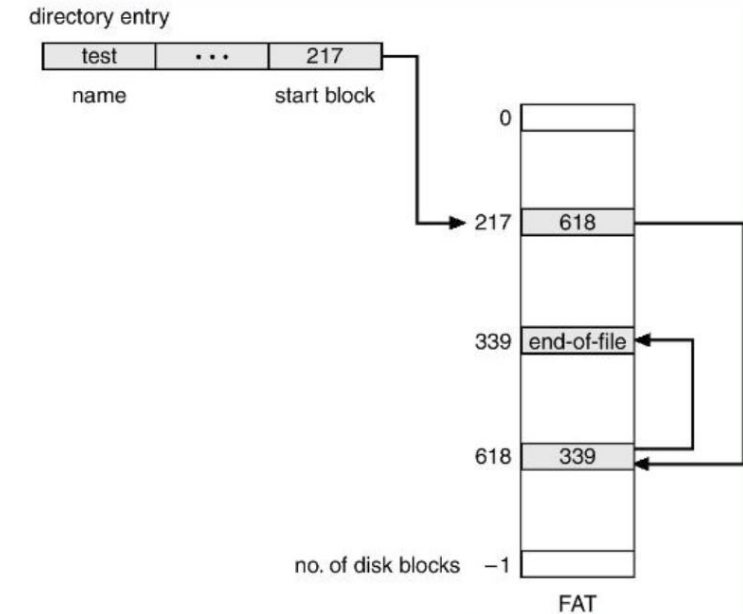 directory entry
test ••• 217
name start block
0
217 618
339 end-of-file
618 339
no. of disk blocks −1
FAT